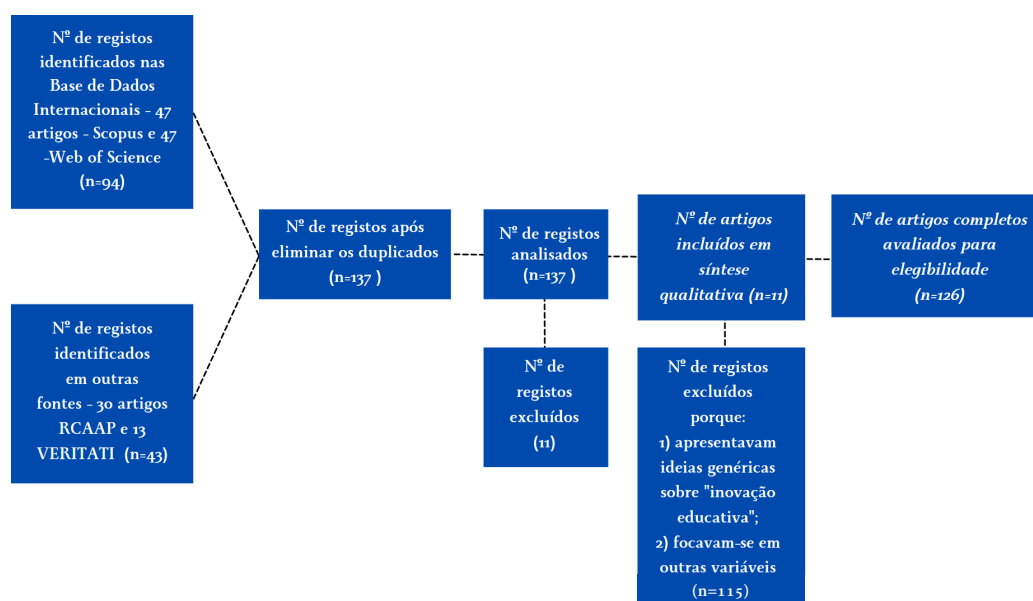 Nº de registos
identificados nas
Base de Dados
Internacionais - 47
artigos - Scopus e 47
-Web of Science
(n=94)
Nº de registos
identificados
em outras
fontes - 30 artigos
RCAAP e 13
VERITATI (n=43)
Nº de registos após
eliminar os duplicados
(n=137 )
Nº de registos
analisados
(n=137 )
Nº de
registos
excluídos
(11)
Nº de artigos
incluídos em
síntese
qualitativa (n=11)
Nº de registos
excluídos
porque:
1) apresentavam
ideias genéricas
sobre "inovação
educativa";
2) focavam-se em
outras variáveis
(n=115)
Nº de artigos completos
avaliados para
elegibilidade
(n=126)